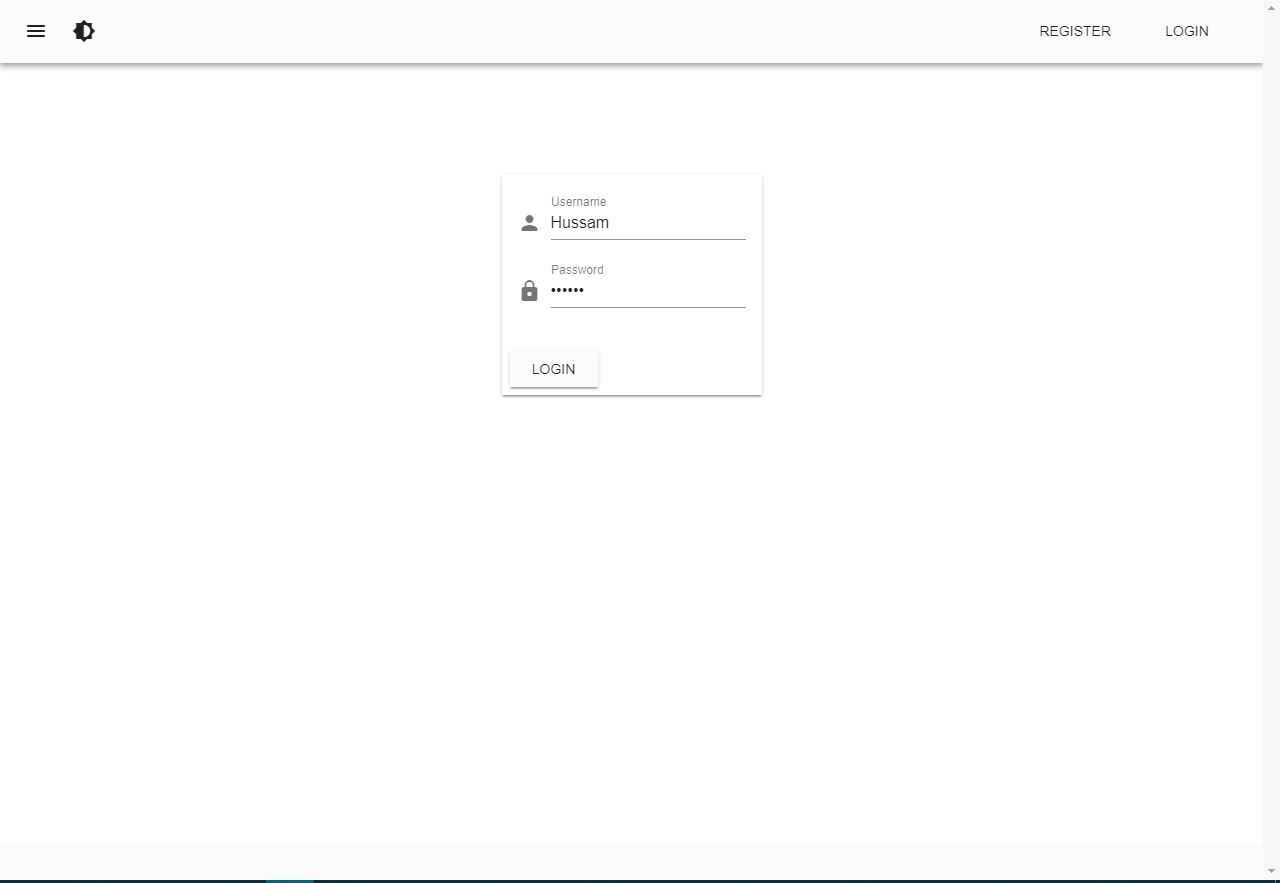 REGISTER LOGIN
Username
Hussam
Password
••••••
LOGIN